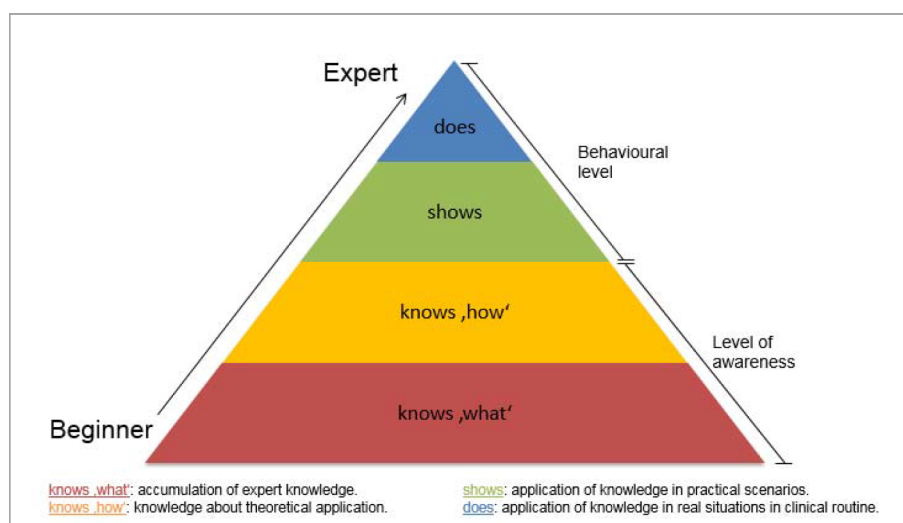 Expert
does
Behavioural
level
shows
knows ‚how‘
Level of
awareness
knows ‚what‘
Beginner
knows ‚what‘: accumulation of expert knowledge.
knows ‚how‘: knowledge about theoretical application.
shows: application of knowledge in practical scenarios.
does: application of knowledge in real situations in clinical routine.